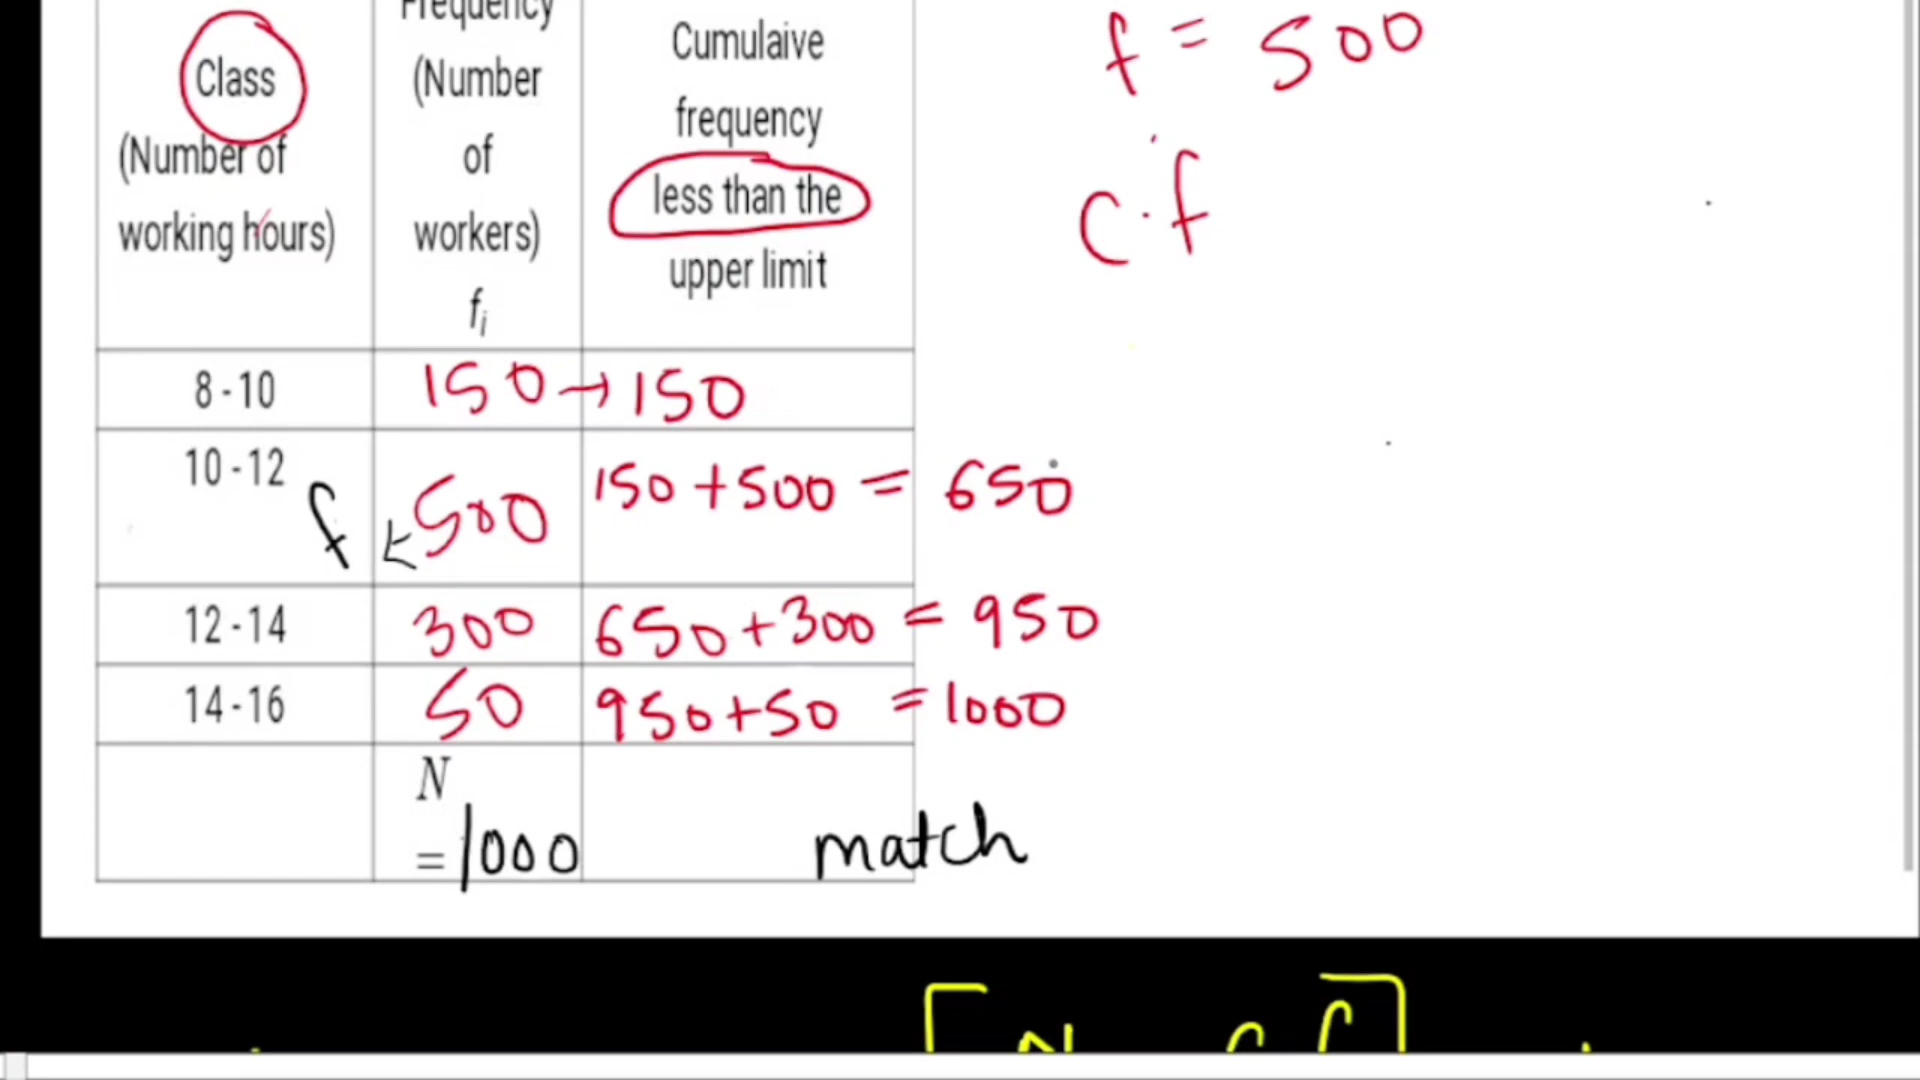 Frequency
f = 500
Class
(Number of
working hours)
(Number
of
workers)
fi
Cumulaive
frequency
less than the
upper limit
c.f
8 - 10 150 → 150
10 - 12 f 500 150 + 500 = 650
12 - 14 300 650 + 300 = 950
14 - 16 50 950 + 50 = 1000
N
= 1000 match